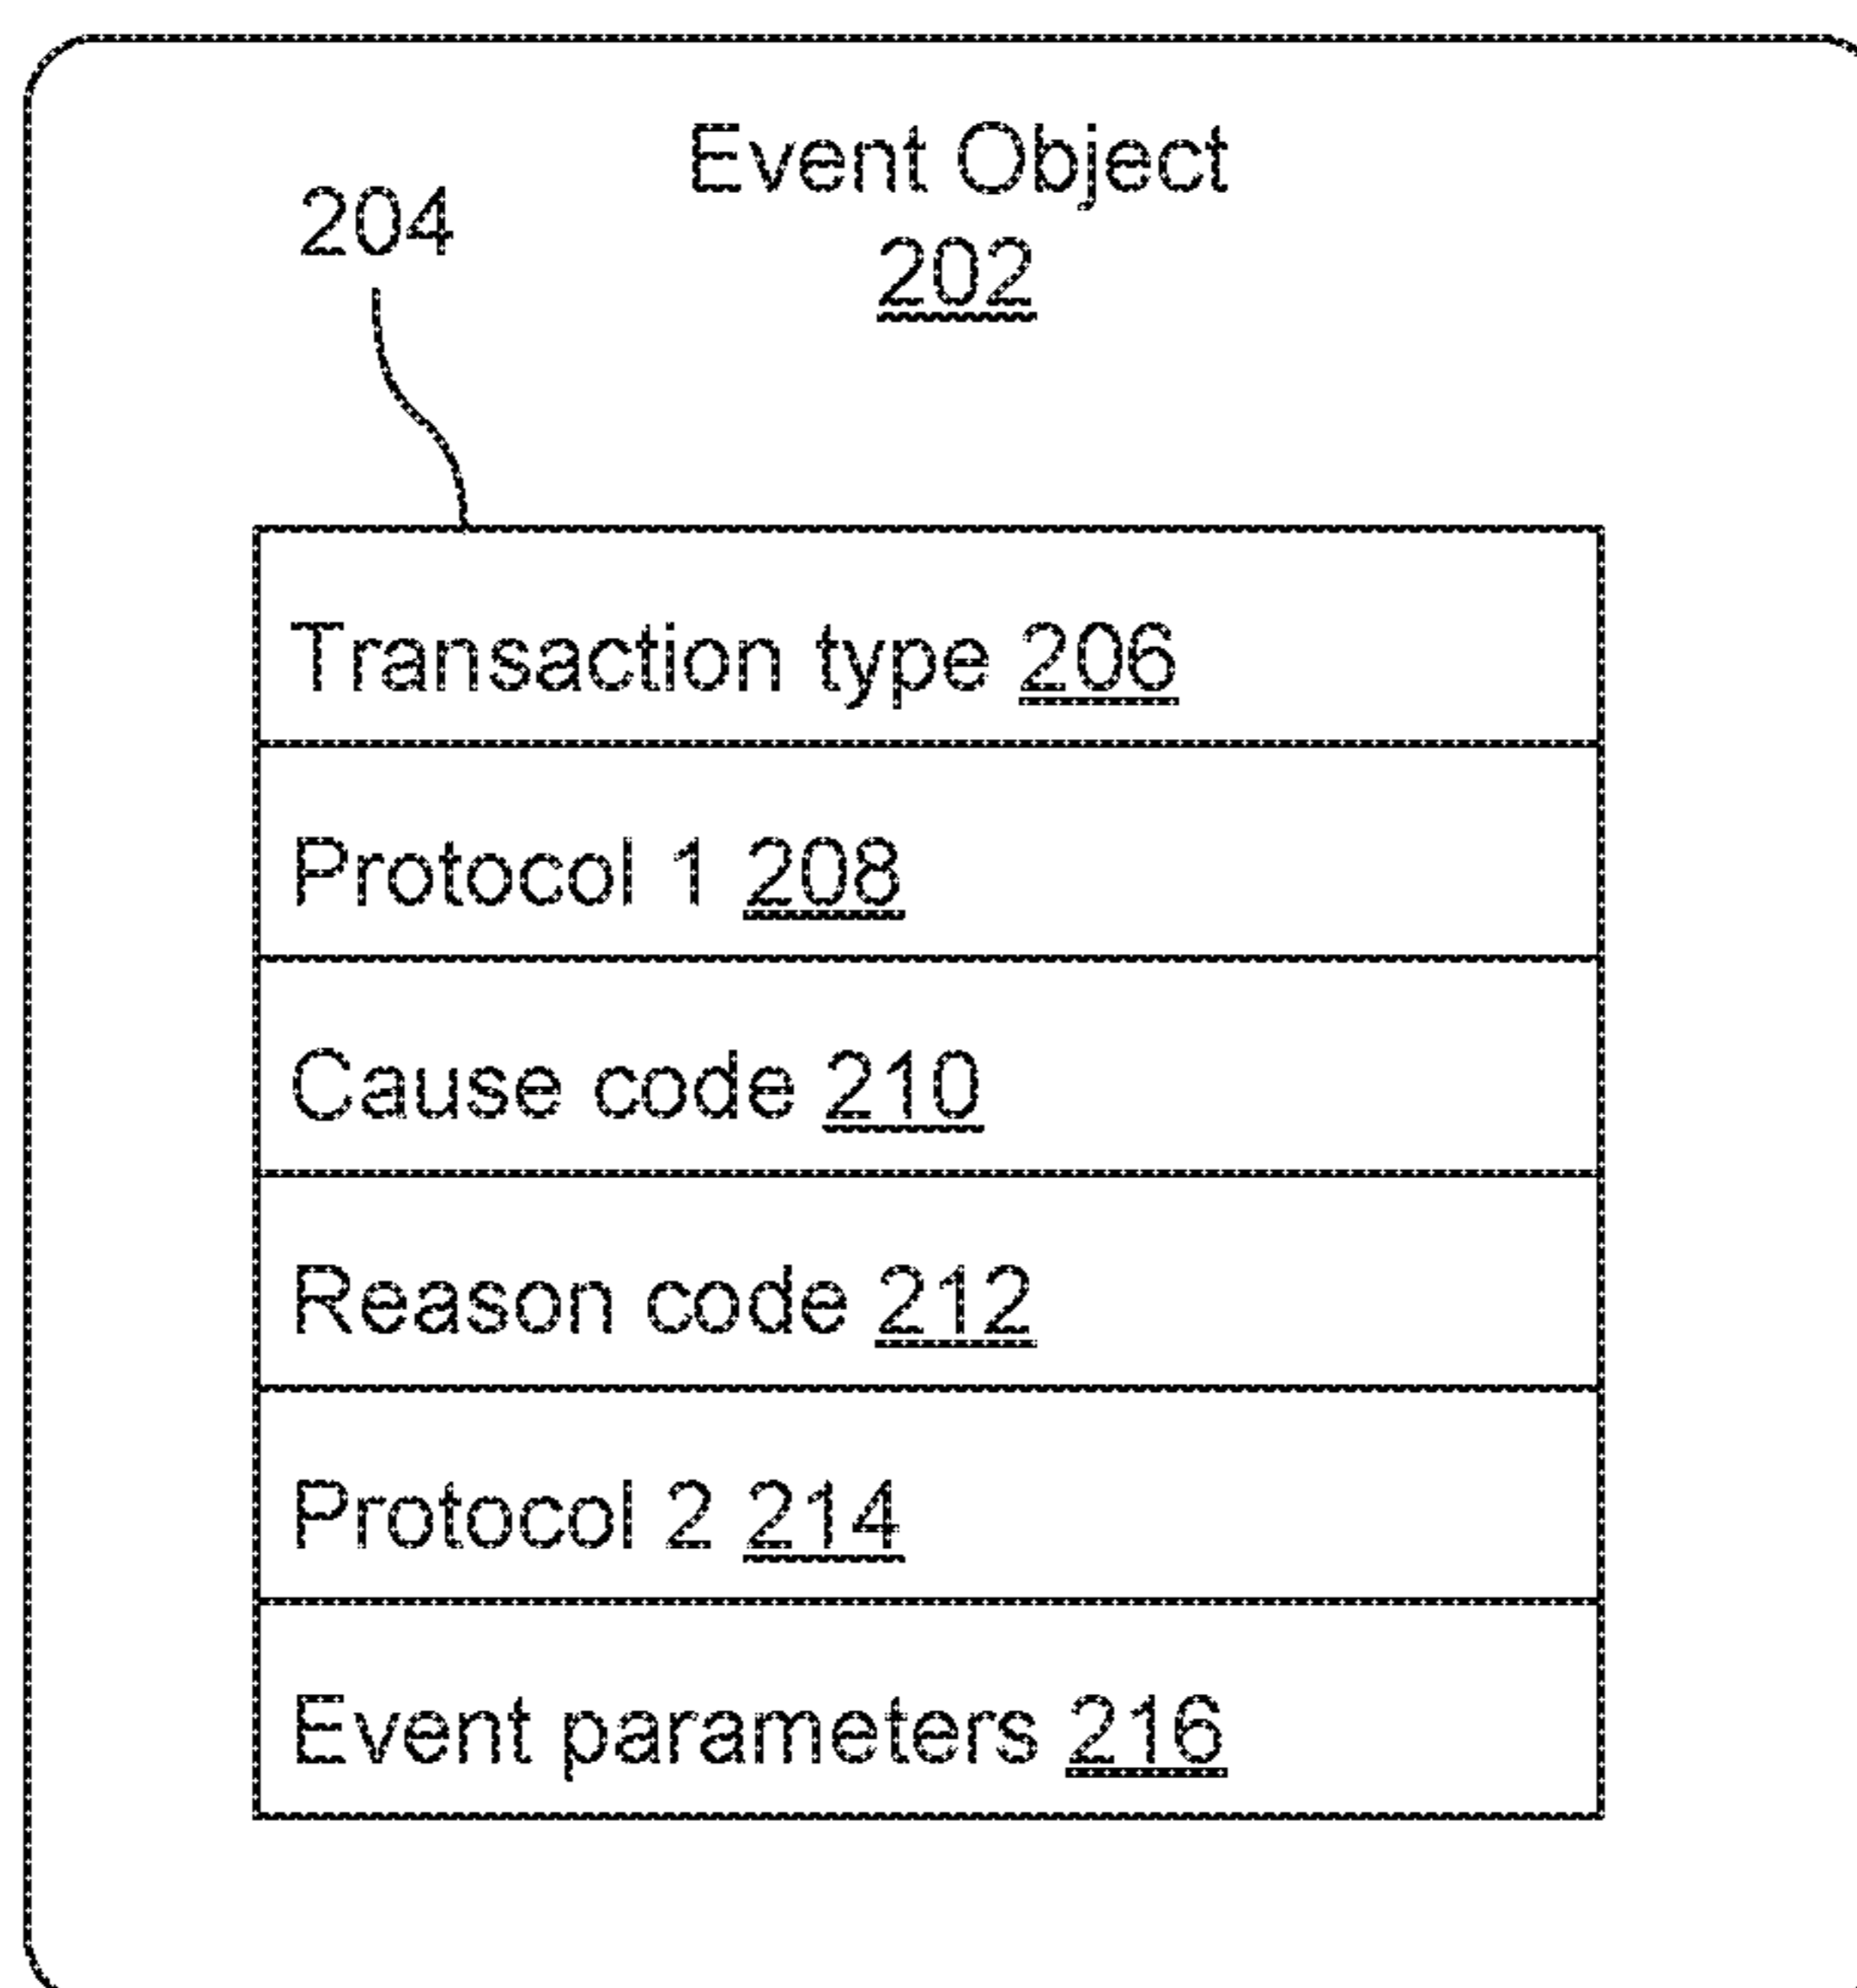 Event Object
202
204
Transaction type 206
Protocol 1 208
Cause code 210
Reason code 212
Protocol 2 214
Event parameters 216